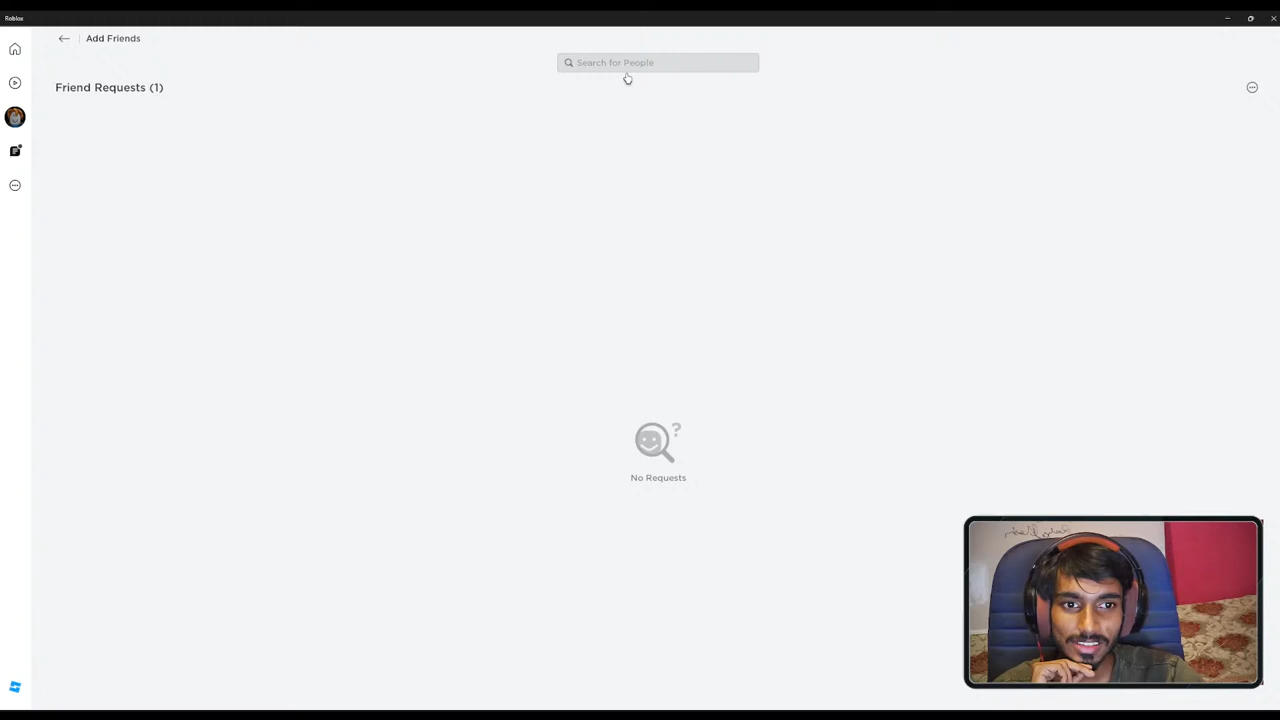 Roblox
Add Friends
Search for People
Friend Requests (1)
?
No Requests